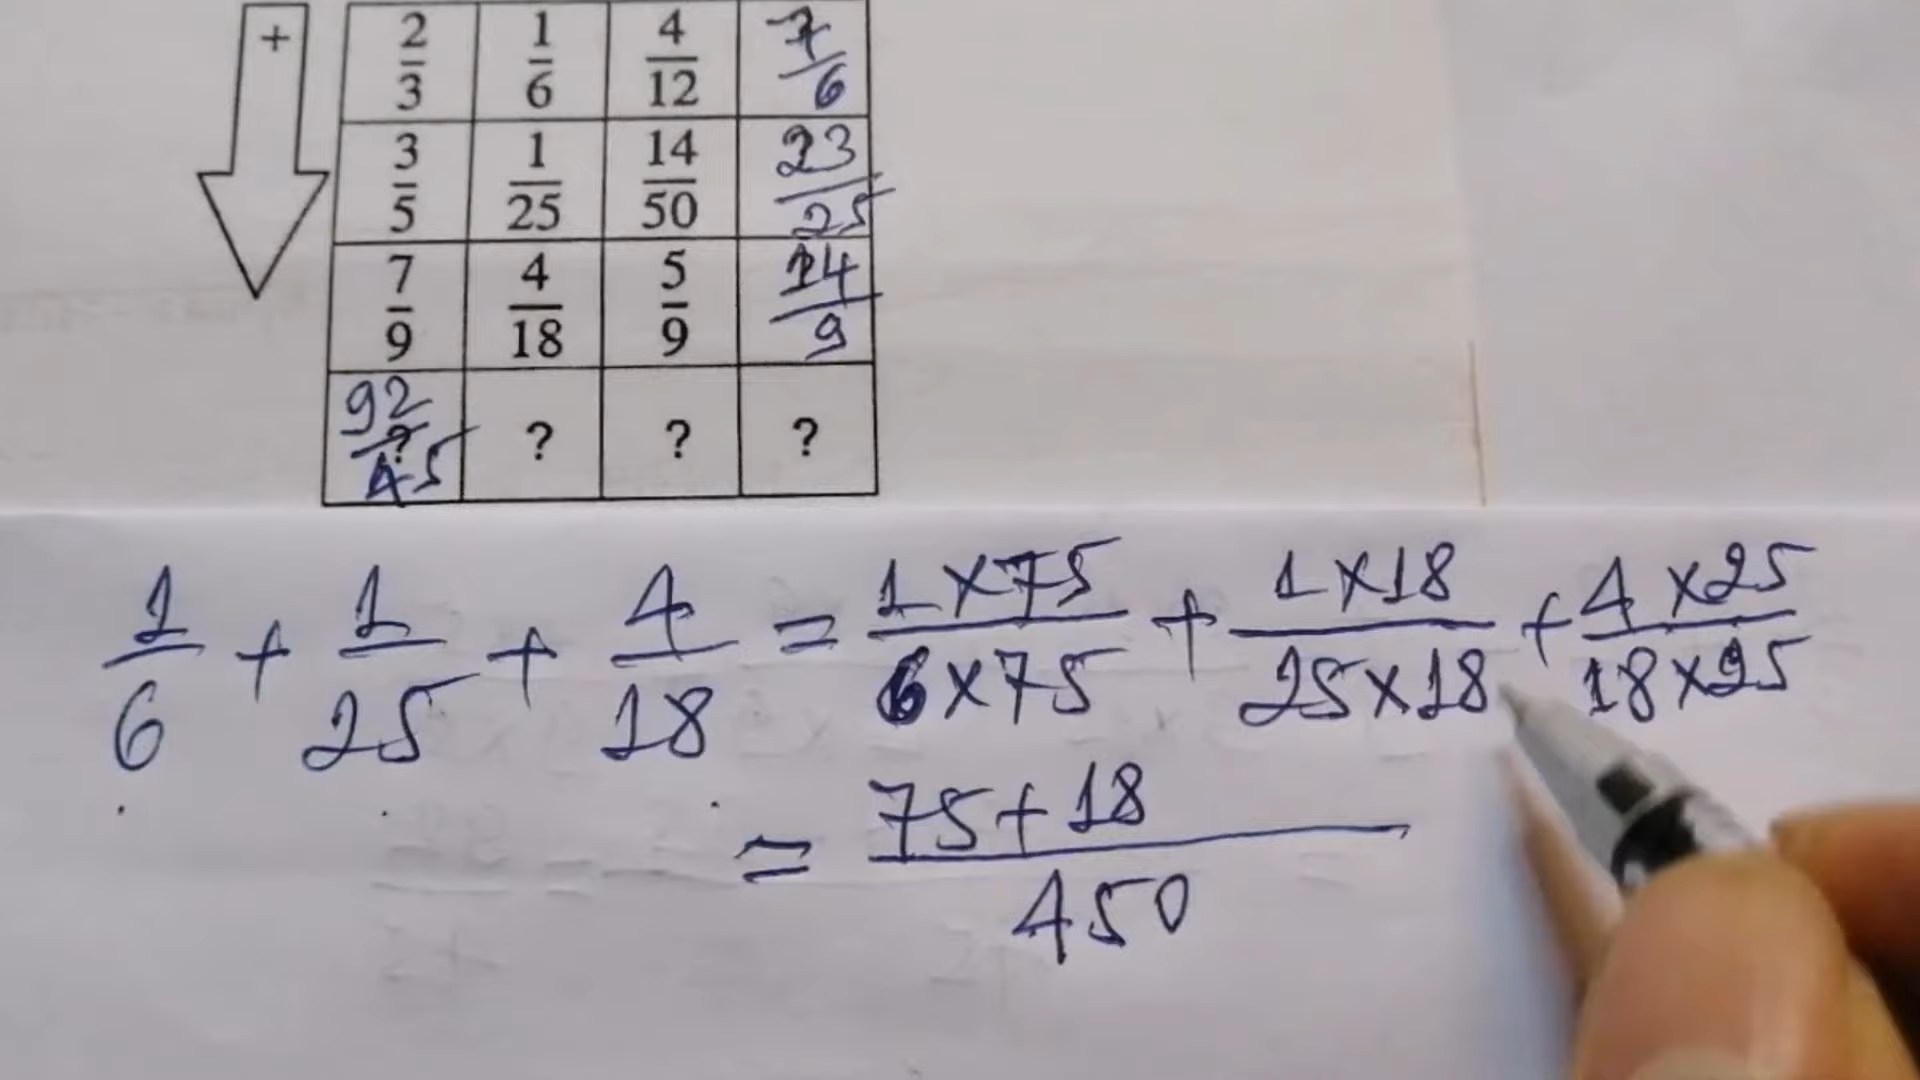 + 2/3 1/6 4/12 7/6
3/5 1/25 14/50 23/25
7/9 4/18 5/9 14/9
92/45 ? ? ? ?
1/6 + 1/25 + 4/18 = 1×75/6×75 + 1×18/25×18 + 4×25/18×25
= 75+18/450